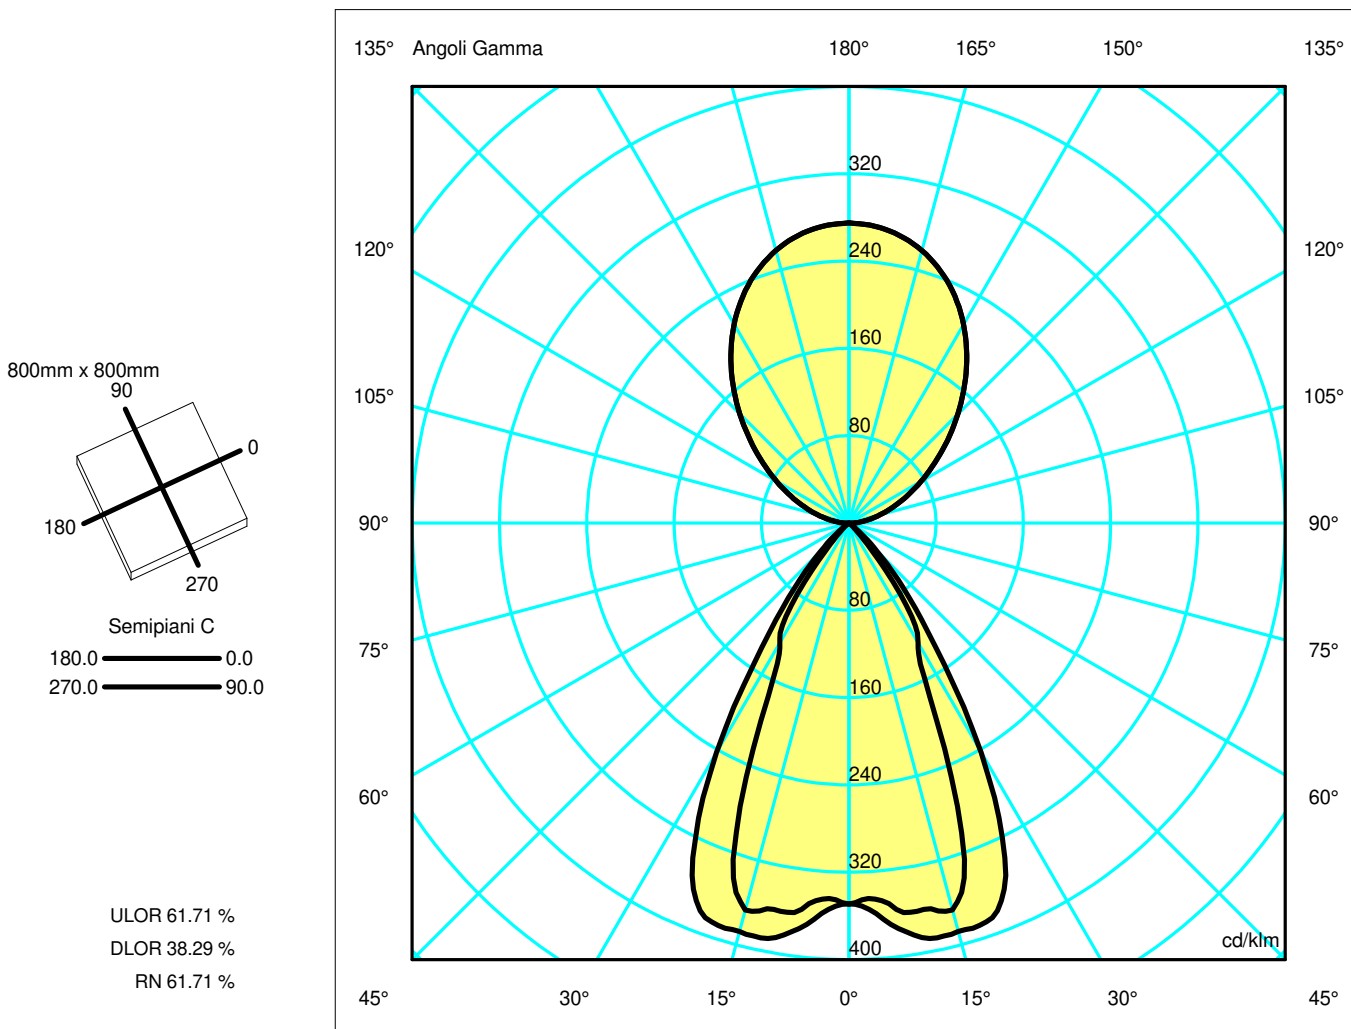 135° Angoli Gamma 180° 165° 150° 135°
320
120° 240 120°
160
800mm x 800mm
90
105° 80 105°
0
180
270
90° 90°
80
Semipiani C
180.0 0.0
270.0 90.0
75° 75°
160
240
60° 60°
320
ULOR 61.71 %
DLOR 38.29 %
RN 61.71 %
400 cd/klm
45° 30° 15° 0° 15° 30° 45°